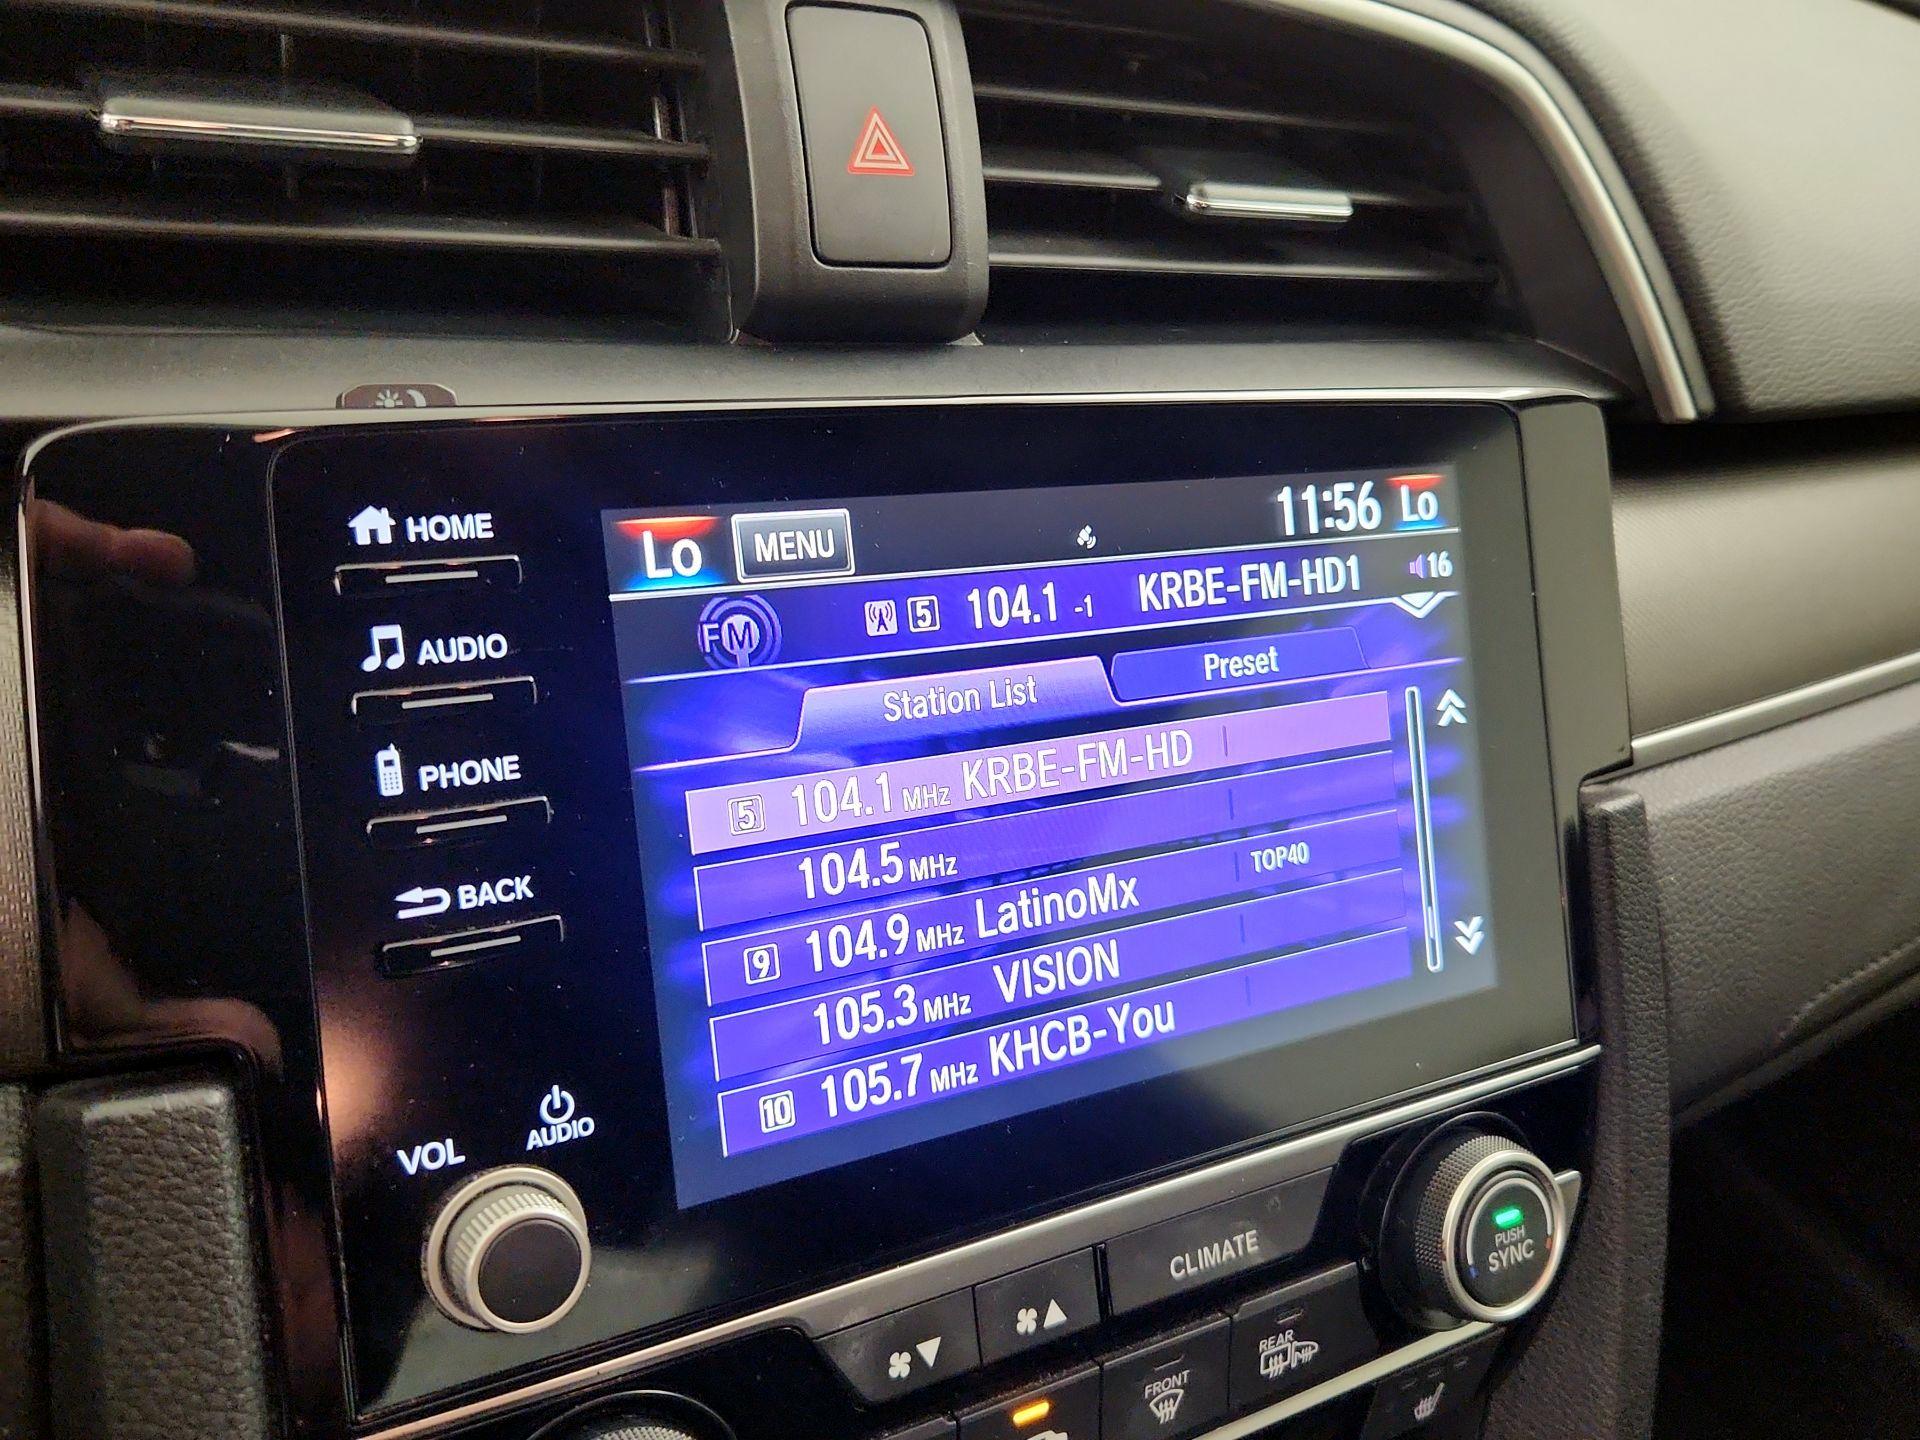 HOME
AUDIO
PHONE
BACK
VOL
AUDIO
Lo MENU 11:56 Lo
FM 5 104.1 -1 KRBE-FM-HD1 16
Station List Preset
5 104.1 MHz KRBE-FM-HD
104.5 MHz
9 104.9 MHz LatinoMx TOP40
105.3 MHz VISION
10 105.7 MHz KHCB-You
CLIMATE
PUSH
SYNC
FRONT
REAR